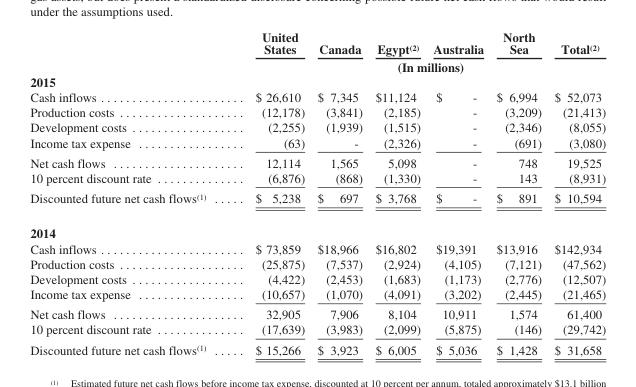 under the assumptions used.
United States Canada Egypt(2) Australia North Sea Total(2)
(In millions)
2015
Cash inflows . . . . . . . . . . . . . . . . . . . . . . . $ 26,610 $ 7,345 $11,124 $ - $ 6,994 $ 52,073
Production costs . . . . . . . . . . . . . . . . . . . . (12,178) (3,841) (2,185) - (3,209) (21,413)
Development costs . . . . . . . . . . . . . . . . . . (2,255) (1,939) (1,515) - (2,346) (8,055)
Income tax expense . . . . . . . . . . . . . . . . . (63) - (2,326) - (691) (3,080)
Net cash flows . . . . . . . . . . . . . . . . . . . . . 12,114 1,565 5,098 - 748 19,525
10 percent discount rate . . . . . . . . . . . . . . (6,876) (868) (1,330) - 143 (8,931)
Discounted future net cash flows(1) . . . . . $ 5,238 $ 697 $ 3,768 $ - $ 891 $ 10,594
2014
Cash inflows . . . . . . . . . . . . . . . . . . . . . . . $ 73,859 $18,966 $16,802 $19,391 $13,916 $142,934
Production costs . . . . . . . . . . . . . . . . . . . . (25,875) (7,537) (2,924) (4,105) (7,121) (47,562)
Development costs . . . . . . . . . . . . . . . . . . (4,422) (2,453) (1,683) (1,173) (2,776) (12,507)
Income tax expense . . . . . . . . . . . . . . . . . (10,657) (1,070) (4,091) (3,202) (2,445) (21,465)
Net cash flows . . . . . . . . . . . . . . . . . . . . . 32,905 7,906 8,104 10,911 1,574 61,400
10 percent discount rate . . . . . . . . . . . . . . (17,639) (3,983) (2,099) (5,875) (146) (29,742)
Discounted future net cash flows(1) . . . . . $ 15,266 $ 3,923 $ 6,005 $ 5,036 $ 1,428 $ 31,658
(1) Estimated future net cash flows before income tax expense, discounted at 10 percent per annum, totaled approximately $13.1 billion